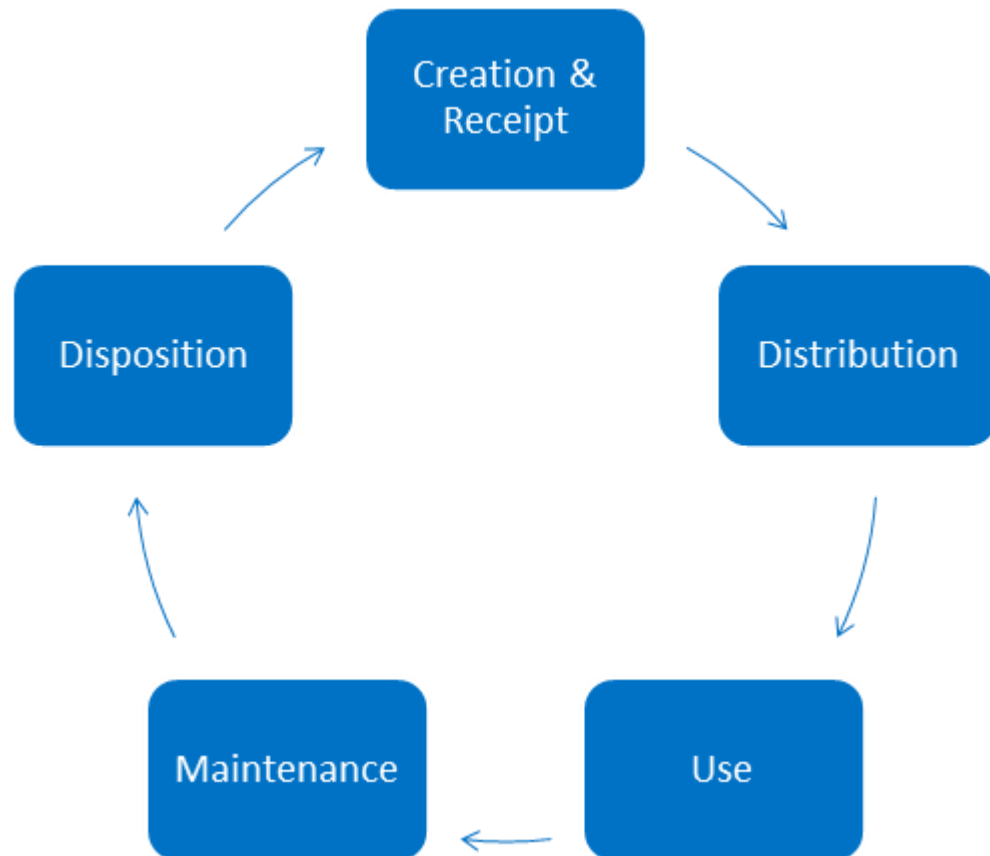 Creation &
Receipt
Distribution
Use
Maintenance
Disposition